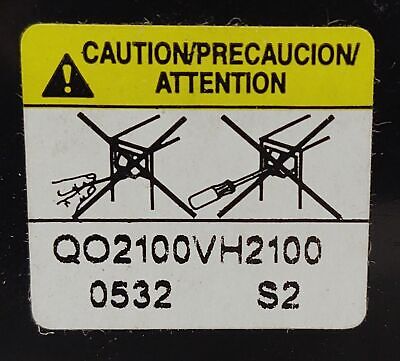 CAUTION/PRECAUCION/
ATTENTION
QO2100VH2100
0532 S2